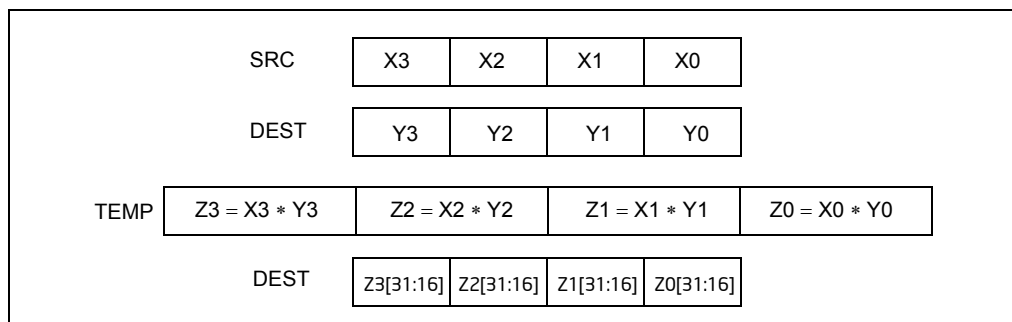 SRC X3 X2 X1 X0
DEST Y3 Y2 Y1 Y0
TEMP Z3 = X3 ∗ Y3 Z2 = X2 ∗ Y2 Z1 = X1 ∗ Y1 Z0 = X0 ∗ Y0
DEST Z3[31:16] Z2[31:16] Z1[31:16] Z0[31:16]